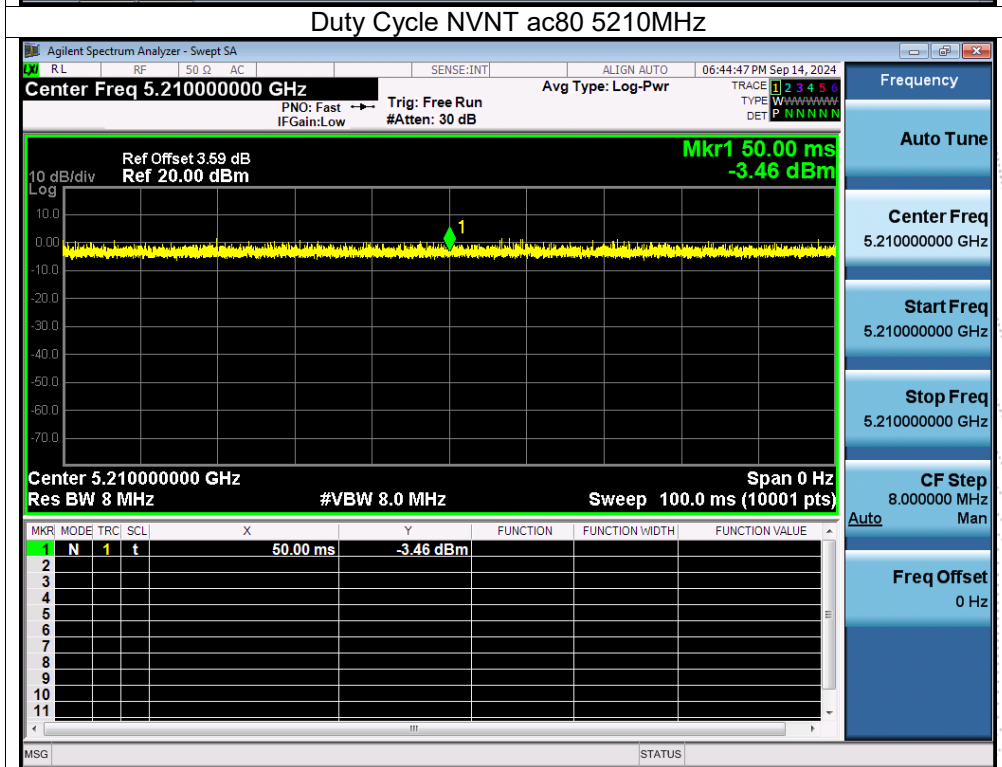 Duty Cycle NVNT ac80 5210MHz
Agilent Spectrum Analyzer - Swept SA
LXI RL RF 50 Ω AC SENSE:INT ALIGN AUTO 06:44:47 PM Sep 14, 2024
Center Freq 5.210000000 GHz Avg Type: Log-Pwr TRACE 1 2 3 4 5 6
PNO: Fast Trig: Free Run TYPE WWWWWW
IFGain:Low #Atten: 30 dB DET P N N N N N
Mkr1 50.00 ms
-3.46 dBm
Ref Offset 3.59 dB
10 dB/div Ref 20.00 dBm
Log
10.0
1
0.00
-10.0
-20.0
-30.0
-40.0
-50.0
-60.0
-70.0
Center 5.210000000 GHz Span 0 Hz
Res BW 8 MHz #VBW 8.0 MHz Sweep 100.0 ms (10001 pts)
MKR MODE TRC SCL X Y FUNCTION FUNCTION WIDTH FUNCTION VALUE
1 N 1 t 50.00 ms -3.46 dBm
2
3
4
5
6
7
8
9
10
11
MSG STATUS
Frequency
Auto Tune
Center Freq
5.210000000 GHz
Start Freq
5.210000000 GHz
Stop Freq
5.210000000 GHz
CF Step
8.000000 MHz
Auto Man
Freq Offset
0 Hz